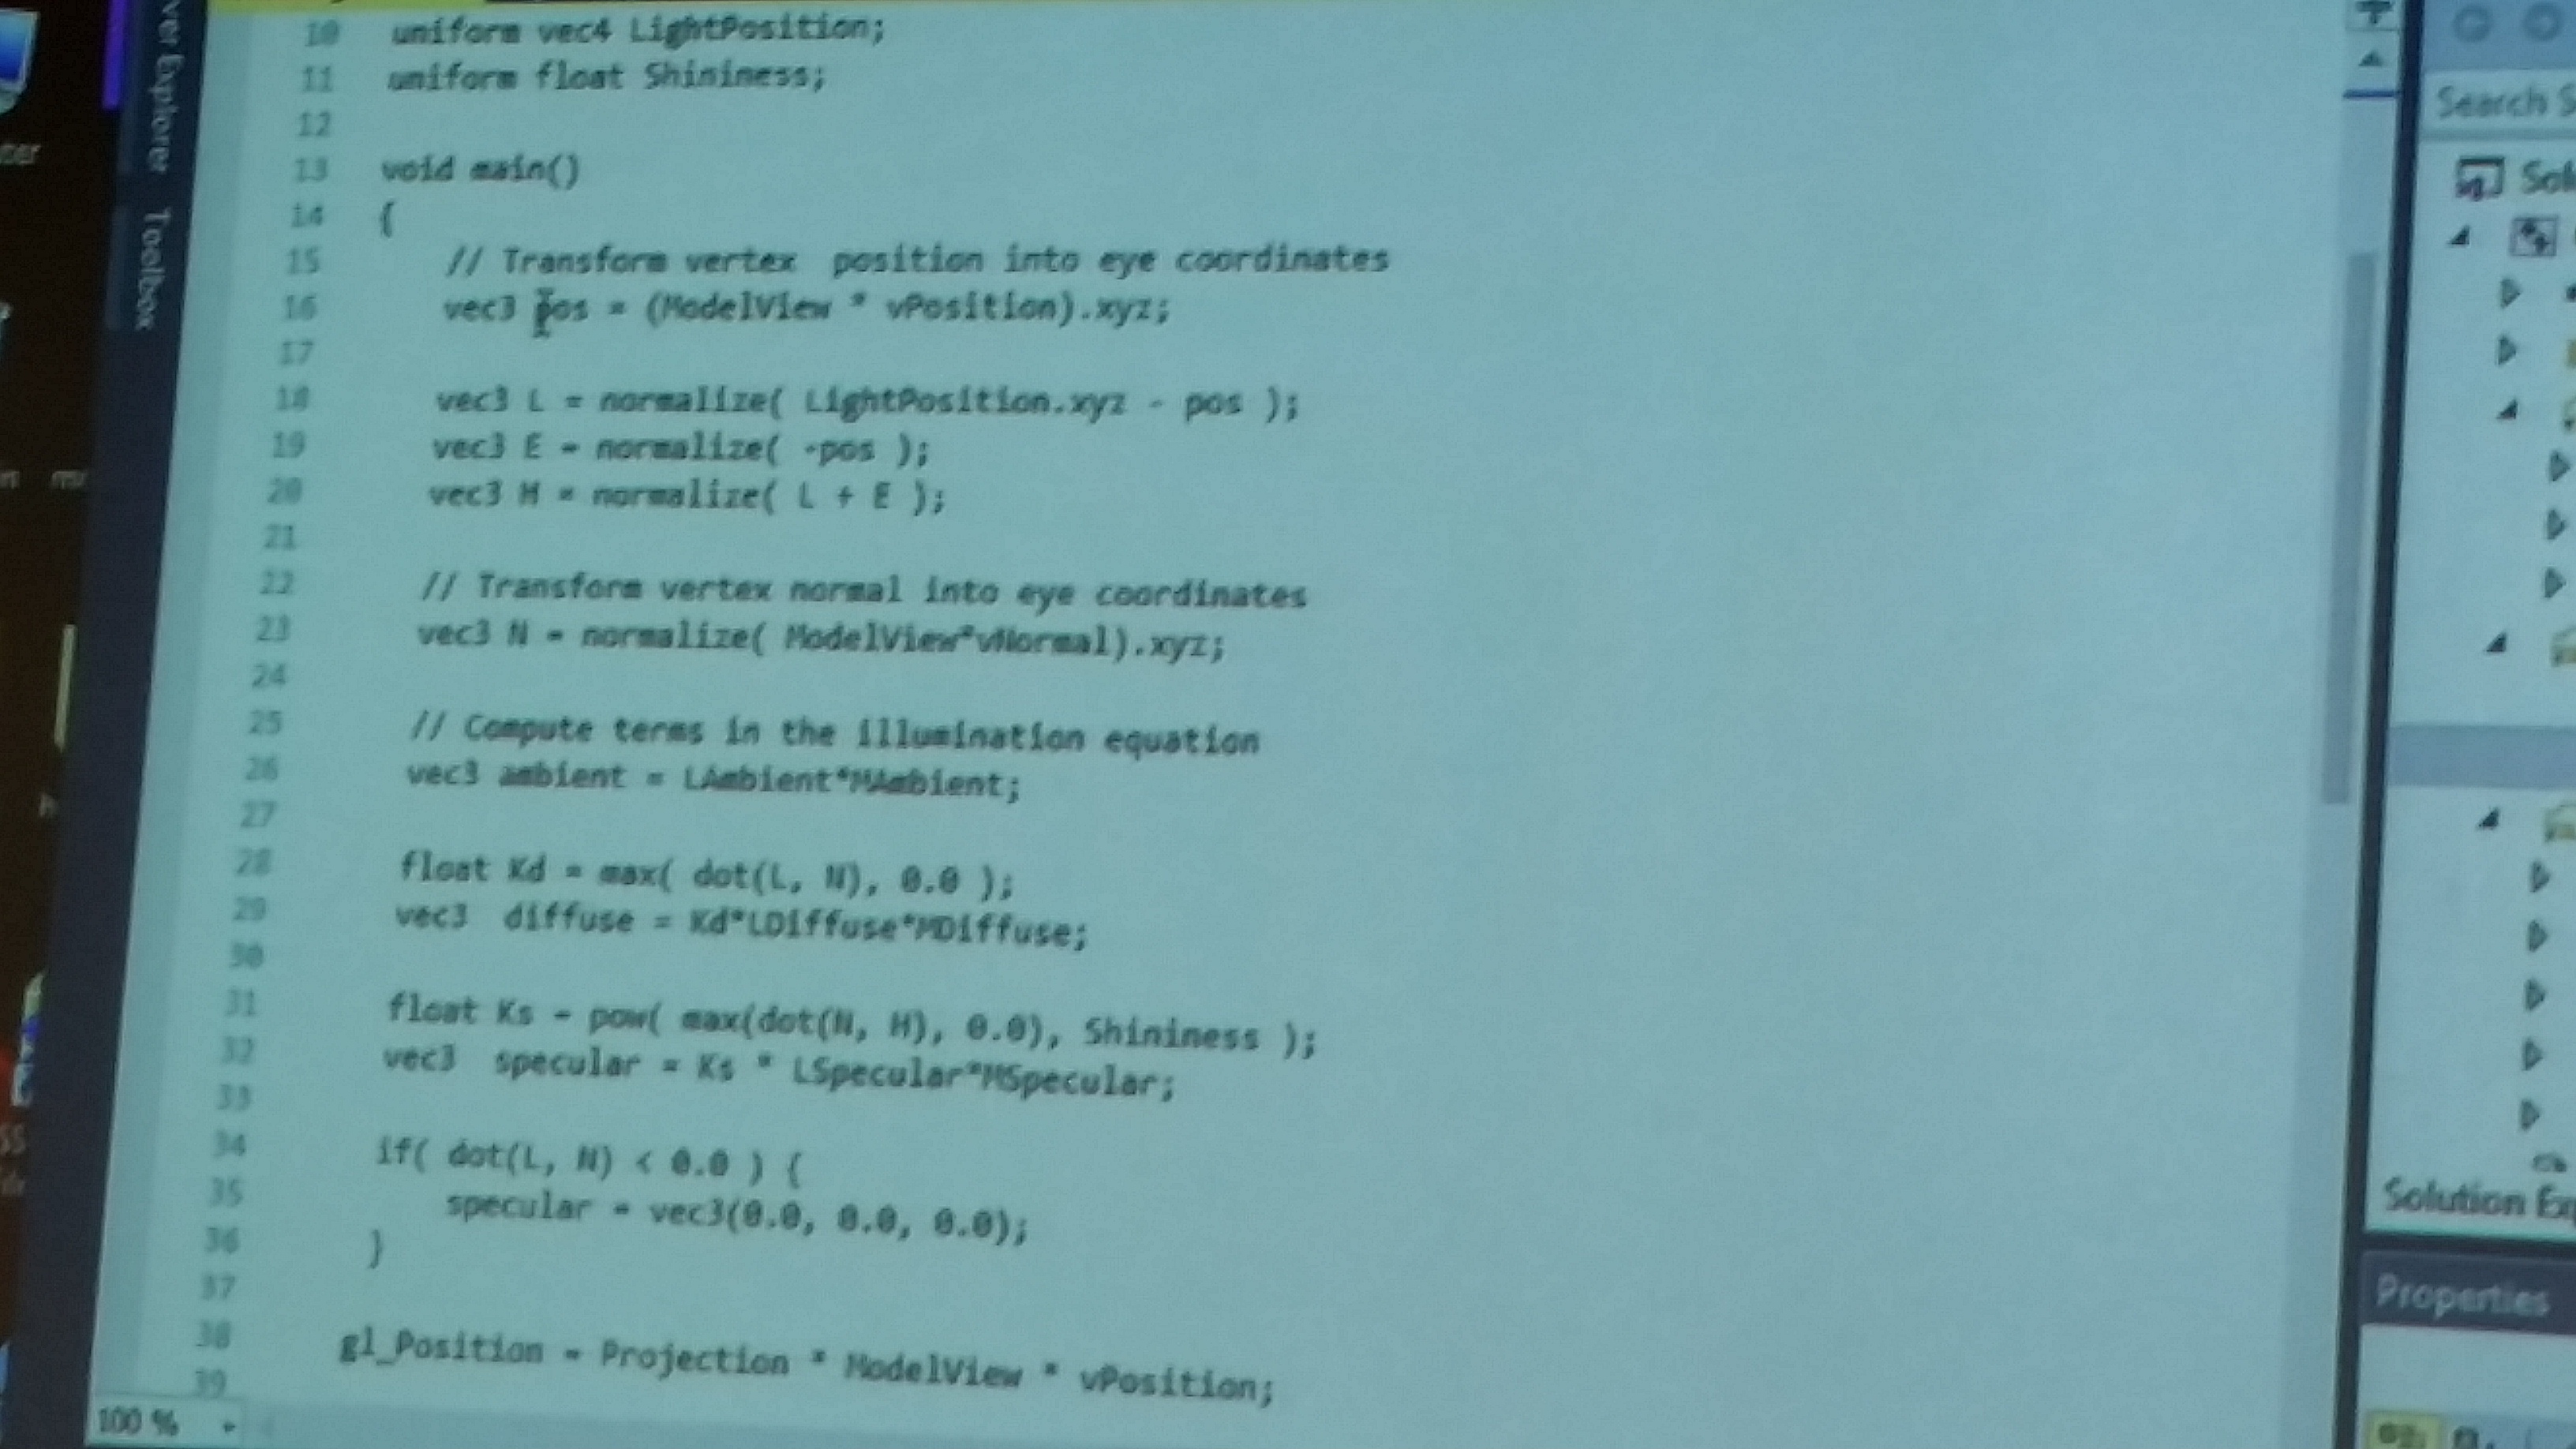 10 uniform vec4 LightPosition;
11 uniform float Shininess;
12
13 void main()
14 {
15 // Transform vertex  position into eye coordinates
16 vec3 pos = (ModelView * vPosition).xyz;
17
18 vec3 L = normalize( LightPosition.xyz - pos );
19 vec3 E = normalize( -pos );
20 vec3 H = normalize( L + E );
21
22 // Transform vertex normal into eye coordinates
23 vec3 N = normalize( ModelView*vNormal).xyz;
24
25 // Compute terms in the illumination equation
26 vec3 ambient = LAmbient*MAmbient;
27
28 float Kd = max( dot(L, N), 0.0 );
29 vec3  diffuse = Kd*LDiffuse*MDiffuse;
30
31 float Ks = pow( max(dot(N, H), 0.0), Shininess );
32 vec3  specular = Ks * LSpecular*MSpecular;
33
34 if( dot(L, N) < 0.0 ) {
35 specular = vec3(0.0, 0.0, 0.0);
36 }
37
38 gl_Position = Projection * ModelView * vPosition;
39
100 %
ver Explorer
Toolbox
Search S
Sol
Solution Ex
Properties